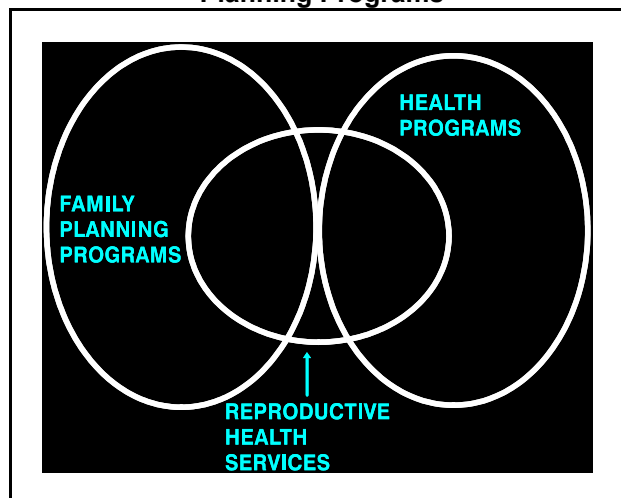 Planning Programs
HEALTH
PROGRAMS
FAMILY
PLANNING
PROGRAMS
REPRODUCTIVE
HEALTH
SERVICES